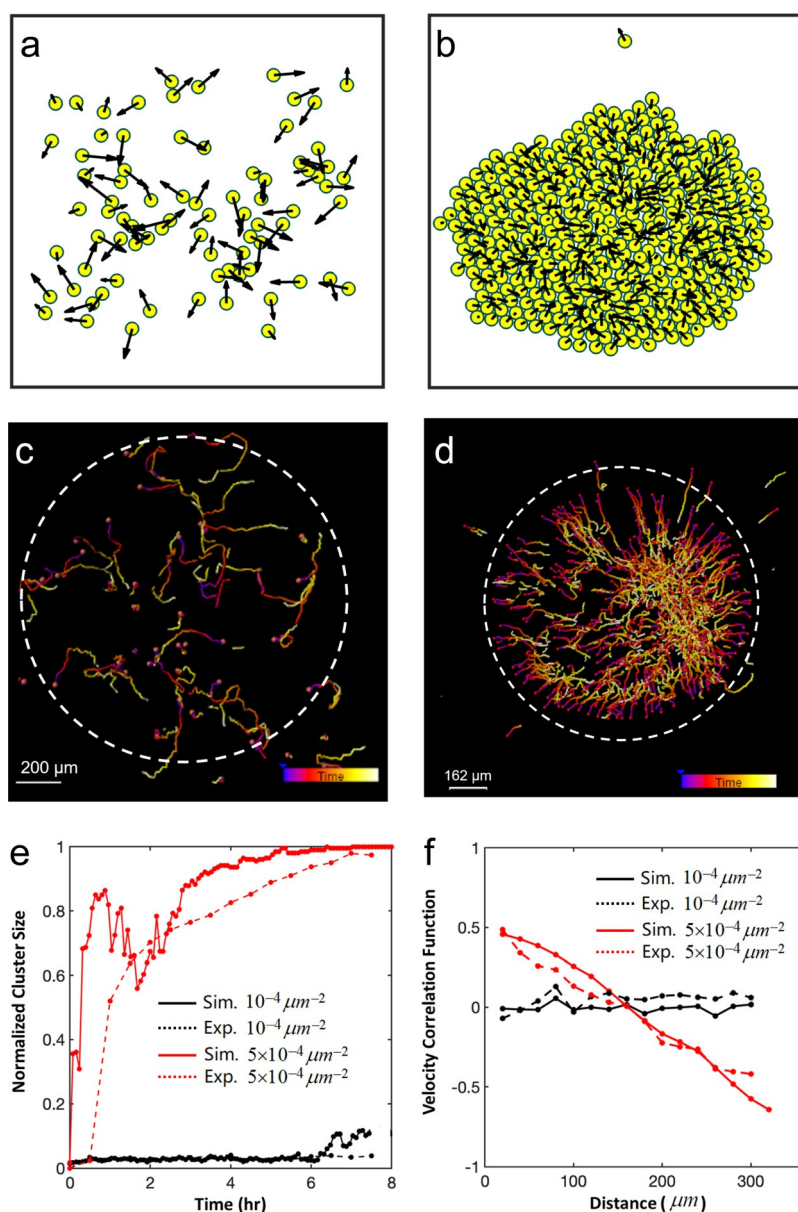 a
b
c
200 μm
Time
d
162 μm
Time
e
1
0.8
0.6
0.4
0.2
0
Normalized Cluster Size
Sim. 10⁻⁴ μm⁻²
Exp. 10⁻⁴ μm⁻²
Sim. 5×10⁻⁴ μm⁻²
Exp. 5×10⁻⁴ μm⁻²
0 2 4 6 8
Time (hr)
f
1
0.5
0
-0.5
-1
Velocity Correlation Function
Sim. 10⁻⁴ μm⁻²
Exp. 10⁻⁴ μm⁻²
Sim. 5×10⁻⁴ μm⁻²
Exp. 5×10⁻⁴ μm⁻²
0 100 200 300
Distance ( μm )